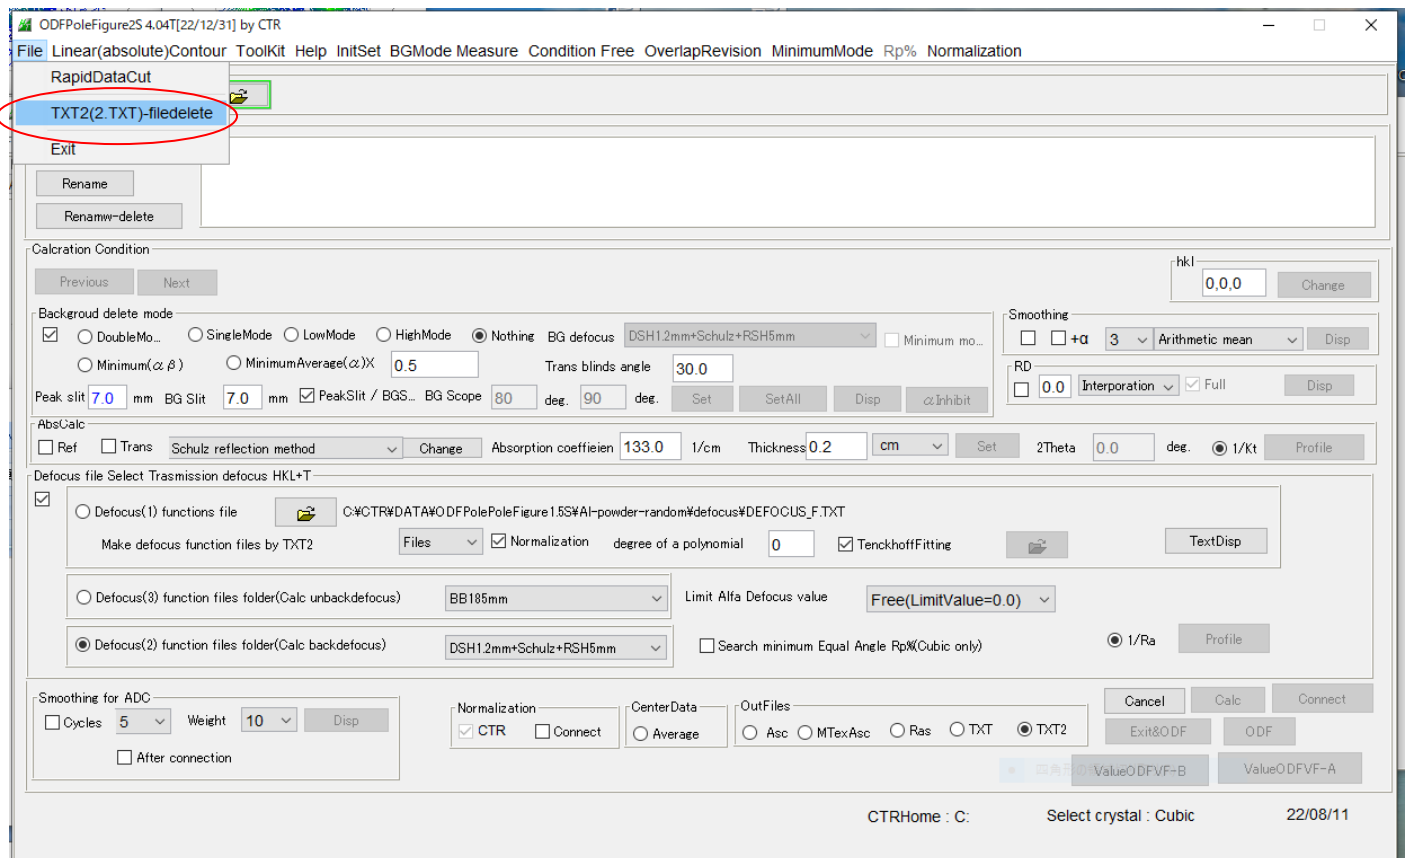 ODFPoleFigure2S 4.04T[22/12/31] by CTR
File Linear(absolute)Contour ToolKit Help InitSet BGMode Measure Condition Free OverlapRevision MinimumMode Rp% Normalization
RapidDataCut
TXT2(2.TXT)-filedelete
Exit
Rename
Renamw-delete
Calcration Condition
Previous Next
hkl
0,0,0 Change
Backgroud delete mode
DoubleMo... SingleMode LowMode HighMode Nothing BG defocus DSH1.2mm+Schulz+RSH5mm Minimum mo...
Minimum(αβ) MinimumAverage(α)X 0.5 Trans blinds angle 30.0
Peak slit 7.0 mm BG Slit 7.0 mm PeakSlit / BGS... BG Scope 80 deg. 90 deg. Set SetAll Disp αInhibit
Smoothing
+α 3 Arithmetic mean Disp
RD
0.0 Interporation Full Disp
AbsCalc
Ref Trans Schulz reflection method Change Absorption coeffieien 133.0 1/cm Thickness 0.2 cm Set 2Theta 0.0 deg. 1/Kt Profile
Defocus file Select Trasmission defocus HKL+T
Defocus(1) functions file C:¥CTR¥DATA¥ODFPolePoleFigure1.5S¥Al-powder-random¥defocus¥DEFOCUS_F.TXT
Make defocus function files by TXT2 Files Normalization degree of a polynomial 0 TenckhoffFitting TextDisp
Defocus(3) function files folder(Calc unbackdefocus) BB185mm Limit Alfa Defocus value Free(LimitValue=0.0)
Defocus(2) function files folder(Calc backdefocus) DSH1.2mm+Schulz+RSH5mm Search minimum Equal Angle Rp%(Cubic only) 1/Ra Profile
Smoothing for ADC
Cycles 5 Weight 10 Disp
After connection
Normalization
CTR Connect
CenterData
Average
OutFiles
Asc MTexAsc Ras TXT TXT2
Cancel Calc Connect
Exit&ODF ODF
ValueODFVF-B ValueODFVF-A
CTRHome : C: Select crystal : Cubic 22/08/11